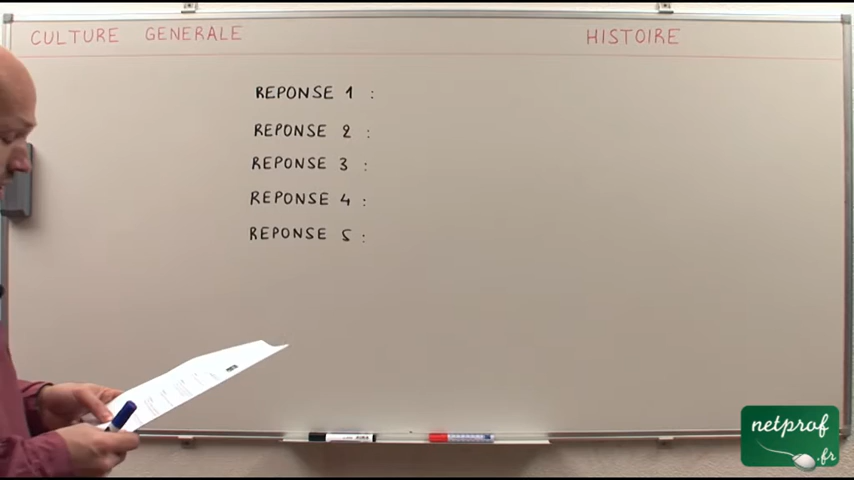 CULTURE GENERALE HISTOIRE
REPONSE 1 :
REPONSE 2 :
REPONSE 3 :
REPONSE 4 :
REPONSE 5 :
netprof
.fr